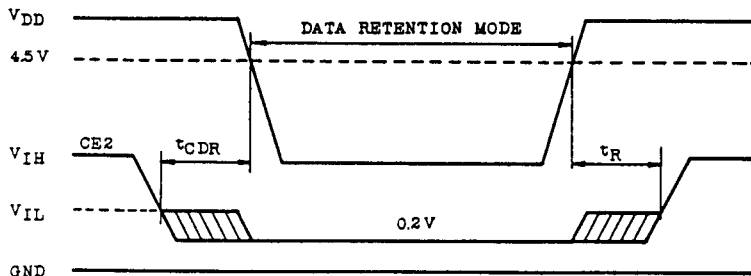 VDD
DATA RETENTION MODE
4.5V
VIH
CE2
tCDR
tR
VIL
0.2V
GND